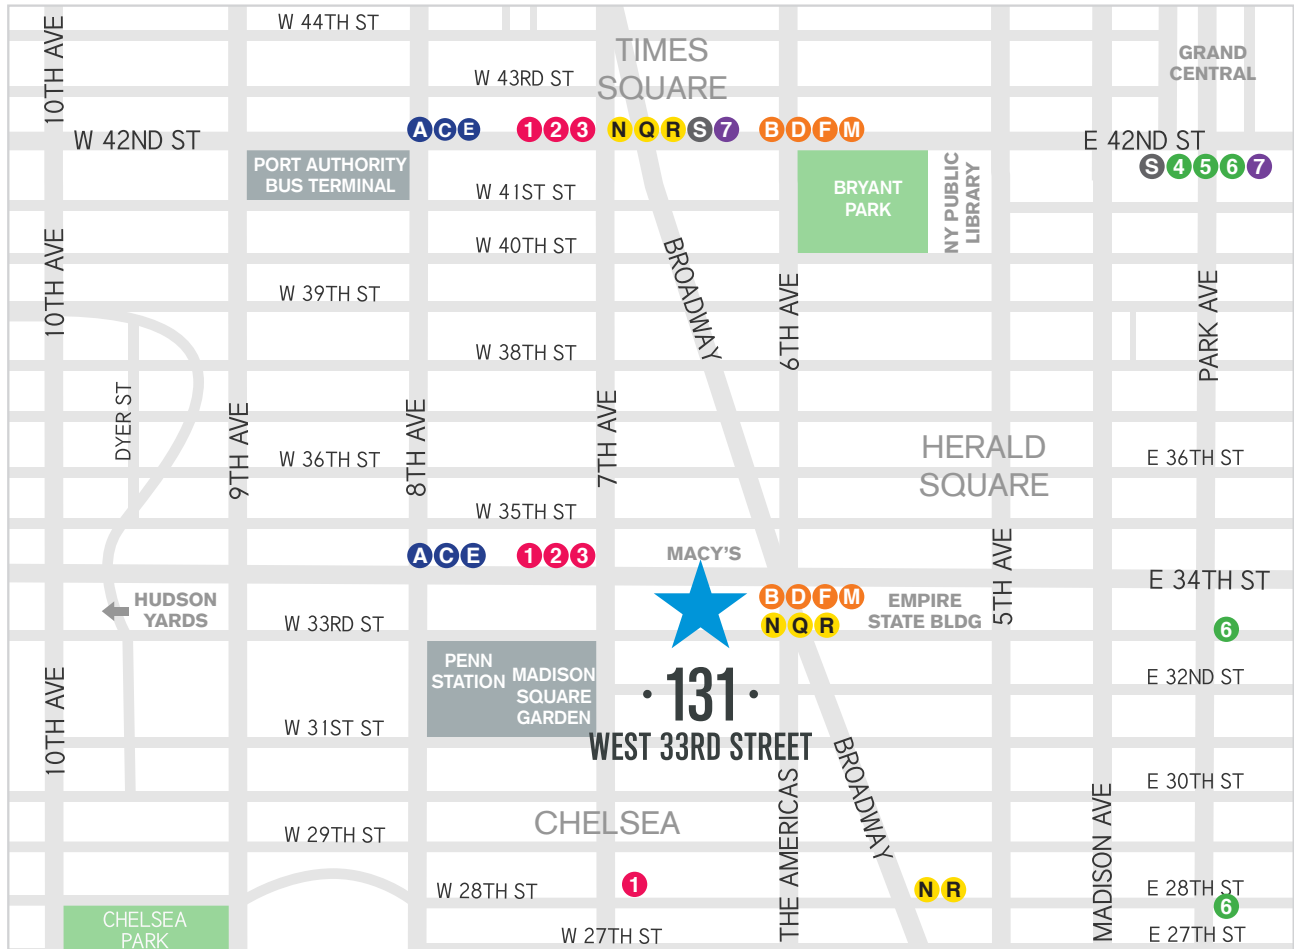 W 44TH ST
10TH AVE
TIMES
SQUARE
GRAND
CENTRAL
W 43RD ST
W 42ND ST
A C E
1 2 3
N Q R S 7
B D F M
E 42ND ST
S 4 5 6 7
PORT AUTHORITY
BUS TERMINAL
W 41ST ST
BRYANT
PARK
NY PUBLIC
LIBRARY
W 40TH ST
10TH AVE
BROADWAY
6TH AVE
PARK AVE
W 39TH ST
W 38TH ST
DYER ST
9TH AVE
8TH AVE
7TH AVE
HERALD
SQUARE
W 36TH ST
E 36TH ST
W 35TH ST
A C E
1 2 3
MACY'S
5TH AVE
E 34TH ST
HUDSON
YARDS
B D F M
N Q R
EMPIRE
STATE BLDG
W 33RD ST
6
PENN
STATION
MADISON
SQUARE
GARDEN
· 131 ·
WEST 33RD STREET
E 32ND ST
10TH AVE
W 31ST ST
BROADWAY
THE AMERICAS
MADISON AVE
E 30TH ST
CHELSEA
W 29TH ST
W 28TH ST
1
N R
E 28TH ST
6
CHELSEA
PARK
W 27TH ST
E 27TH ST